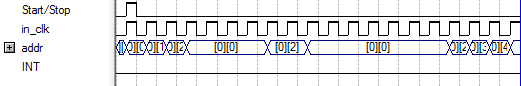 Start/Stop
in_clk
addr [0][0] [0][2] [0][0]
INT